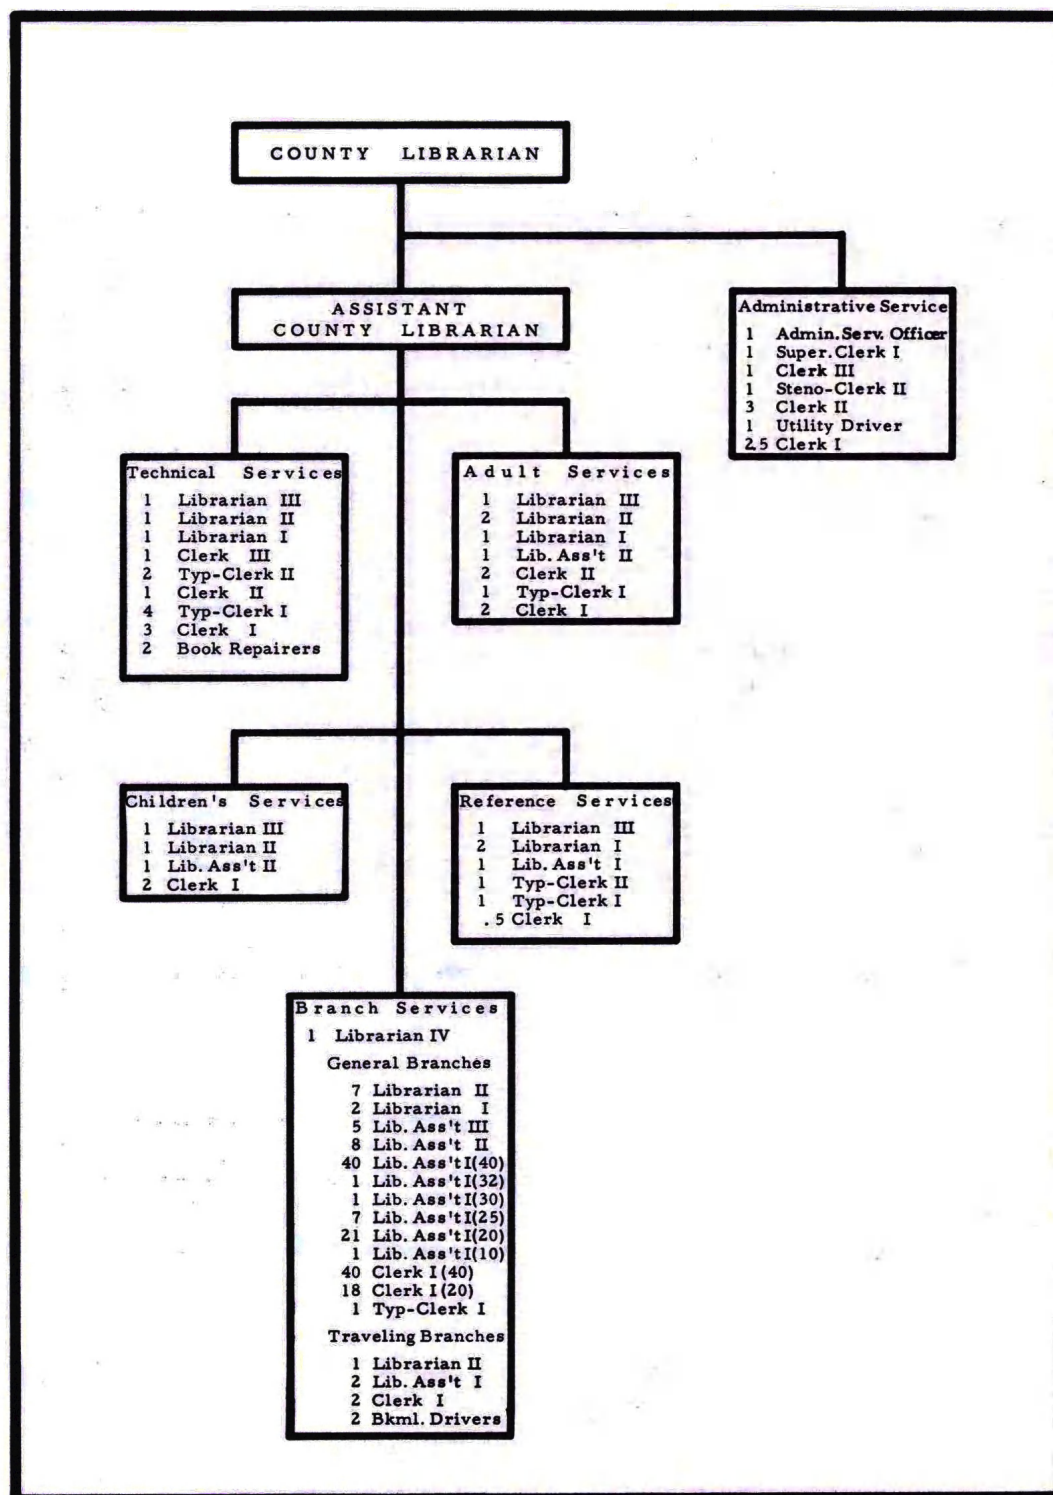 COUNTY LIBRARIAN
ASSISTANT
COUNTY LIBRARIAN
Administrative Service
1 Admin.Serv. Officer
1 Super.Clerk I
1 Clerk III
1 Steno-Clerk II
3 Clerk II
1 Utility Driver
2.5 Clerk I
Technical Services
1 Librarian III
1 Librarian II
1 Librarian I
1 Clerk III
2 Typ-Clerk II
1 Clerk II
4 Typ-Clerk I
3 Clerk I
2 Book Repairers
Adult Services
1 Librarian III
2 Librarian II
1 Librarian I
1 Lib. Ass't II
2 Clerk II
1 Typ-Clerk I
2 Clerk I
Children's Services
1 Librarian III
1 Librarian II
1 Lib. Ass't II
2 Clerk I
Reference Services
1 Librarian III
2 Librarian I
1 Lib. Ass't I
1 Typ-Clerk II
1 Typ-Clerk I
.5 Clerk I
Branch Services
1 Librarian IV
General Branches
7 Librarian II
2 Librarian I
5 Lib. Ass't III
8 Lib. Ass't II
40 Lib. Ass't I(40)
1 Lib. Ass't I(32)
1 Lib. Ass't I(30)
7 Lib. Ass't I(25)
21 Lib. Ass't I(20)
1 Lib. Ass't I(10)
40 Clerk I (40)
18 Clerk I (20)
1 Typ-Clerk I
Traveling Branches
1 Librarian II
2 Lib. Ass't I
2 Clerk I
2 Bkml. Drivers